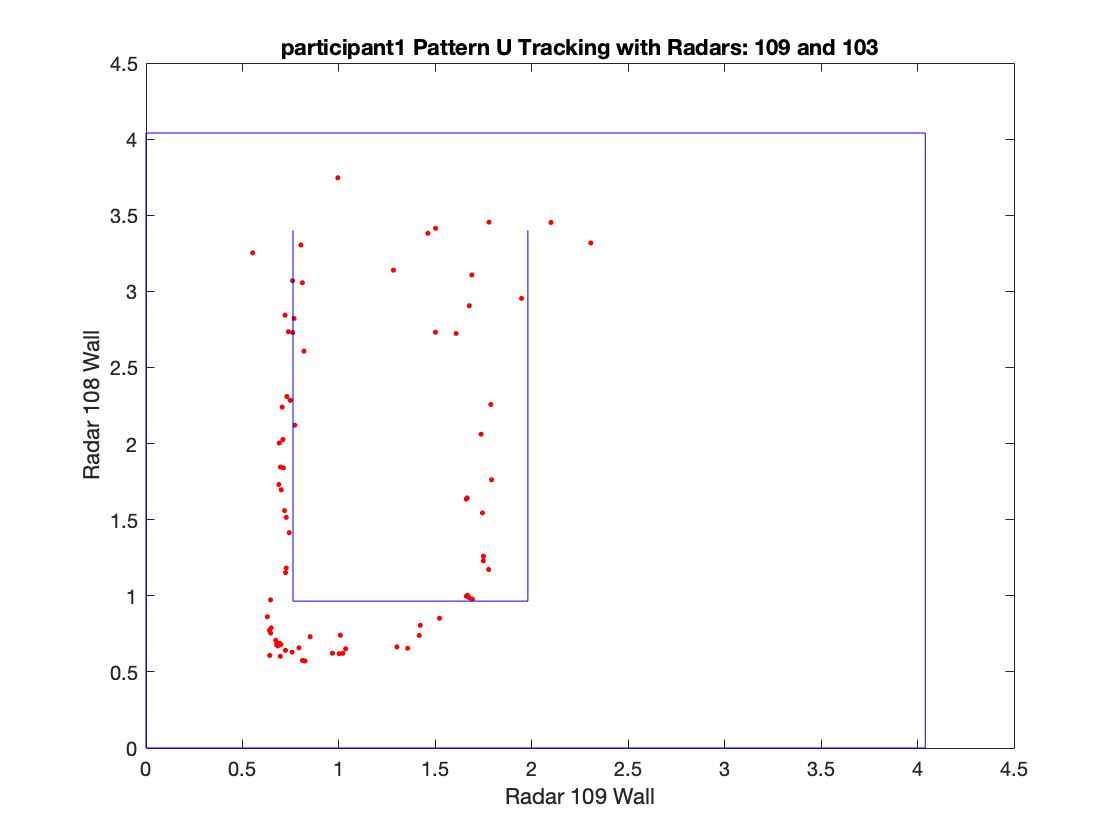 participant1 Pattern U Tracking with Radars: 109 and 103
4.5
4
3.5
3
2.5
2
1.5
1
0.5
0
Radar 108 Wall
0 0.5 1 1.5 2 2.5 3 3.5 4 4.5
Radar 109 Wall